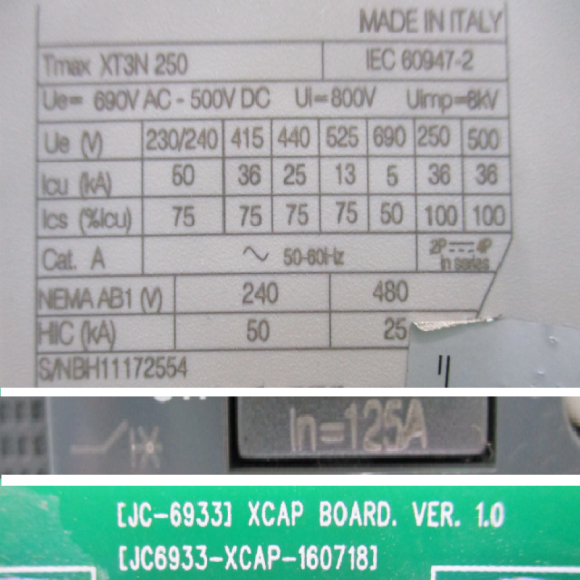 MADE IN ITALY
Tmax XT3N 250 IEC 60947-2
Ue= 690V AC - 500V DC Ui=800V Uimp=8kV
Ue (V) 230/240 415 440 525 690 250 500
Icu (kA) 50 36 25 13 5 36 36
Ics (%Icu) 75 75 75 75 50 100 100
Cat. A 50-60Hz 2P 4P
in series
NEMA AB1 (V) 240 480
HIC (kA) 50 25
S/NBH11172554
In=125A
[JC-6933] XCAP BOARD. VER. 1.0
[JC6933-XCAP-160718]